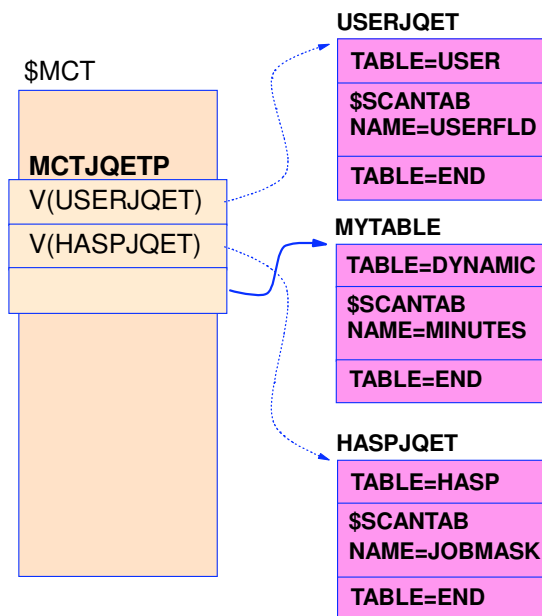 $MCT
MCTJQETP
V(USERJQET)
V(HASPJQET)
USERJQET
TABLE=USER
$SCANTAB
NAME=USERFLD
TABLE=END
MYTABLE
TABLE=DYNAMIC
$SCANTAB
NAME=MINUTES
TABLE=END
HASPJQET
TABLE=HASP
$SCANTAB
NAME=JOBMASK
TABLE=END